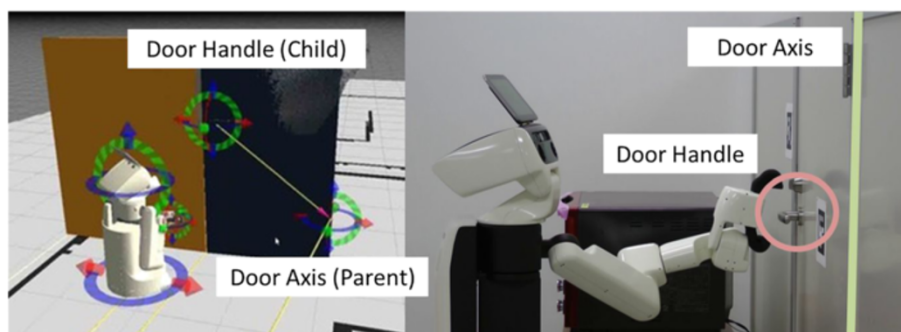 Door Handle (Child)
Door Axis (Parent)
Door Axis
Door Handle